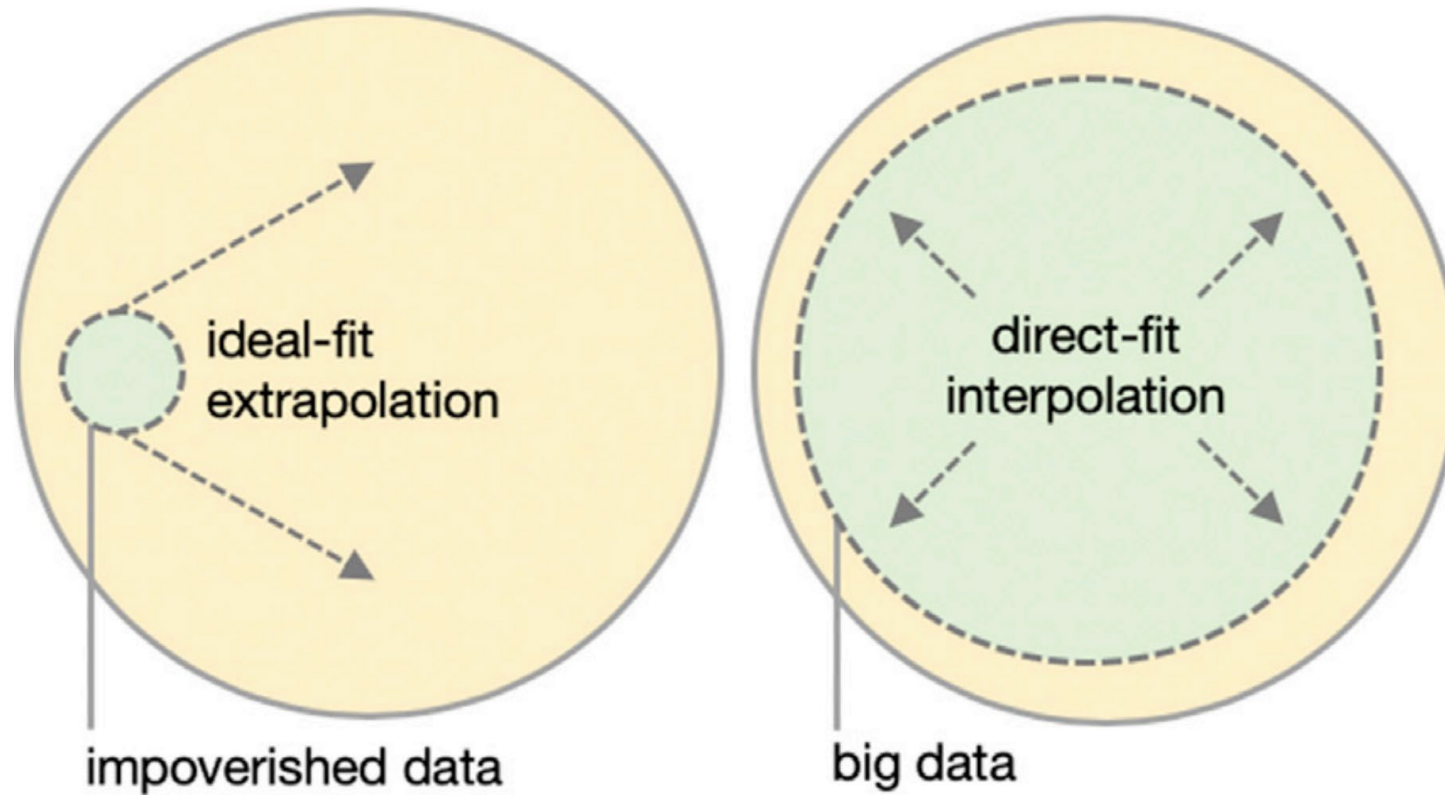 ideal-fit
extrapolation
impoverished data
direct-fit
interpolation
big data